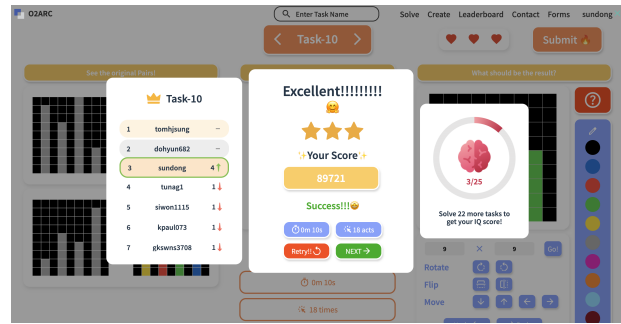 O2ARC
Enter Task Name
Solve Create Leaderboard Contact Forms sundong
Task-10
Submit
See the original Pairs!
What should be the result?
Task-10
1 tomhjsung –
2 dohyun682 –
3 sundong 4↑
4 tunag1 1↓
5 siwon1115 1↓
6 kpaul073 1↓
7 gkswns3708 1↓
Excellent!!!!!!!!!
🤗
✨Your Score✨
89721
Success!!!🤩
0m 10s
18 acts
Retry!!
NEXT →
0m 10s
18 times
3/25
Solve 22 more tasks to
get your IQ score!
9 × 9 Go!
Rotate
Flip
Move